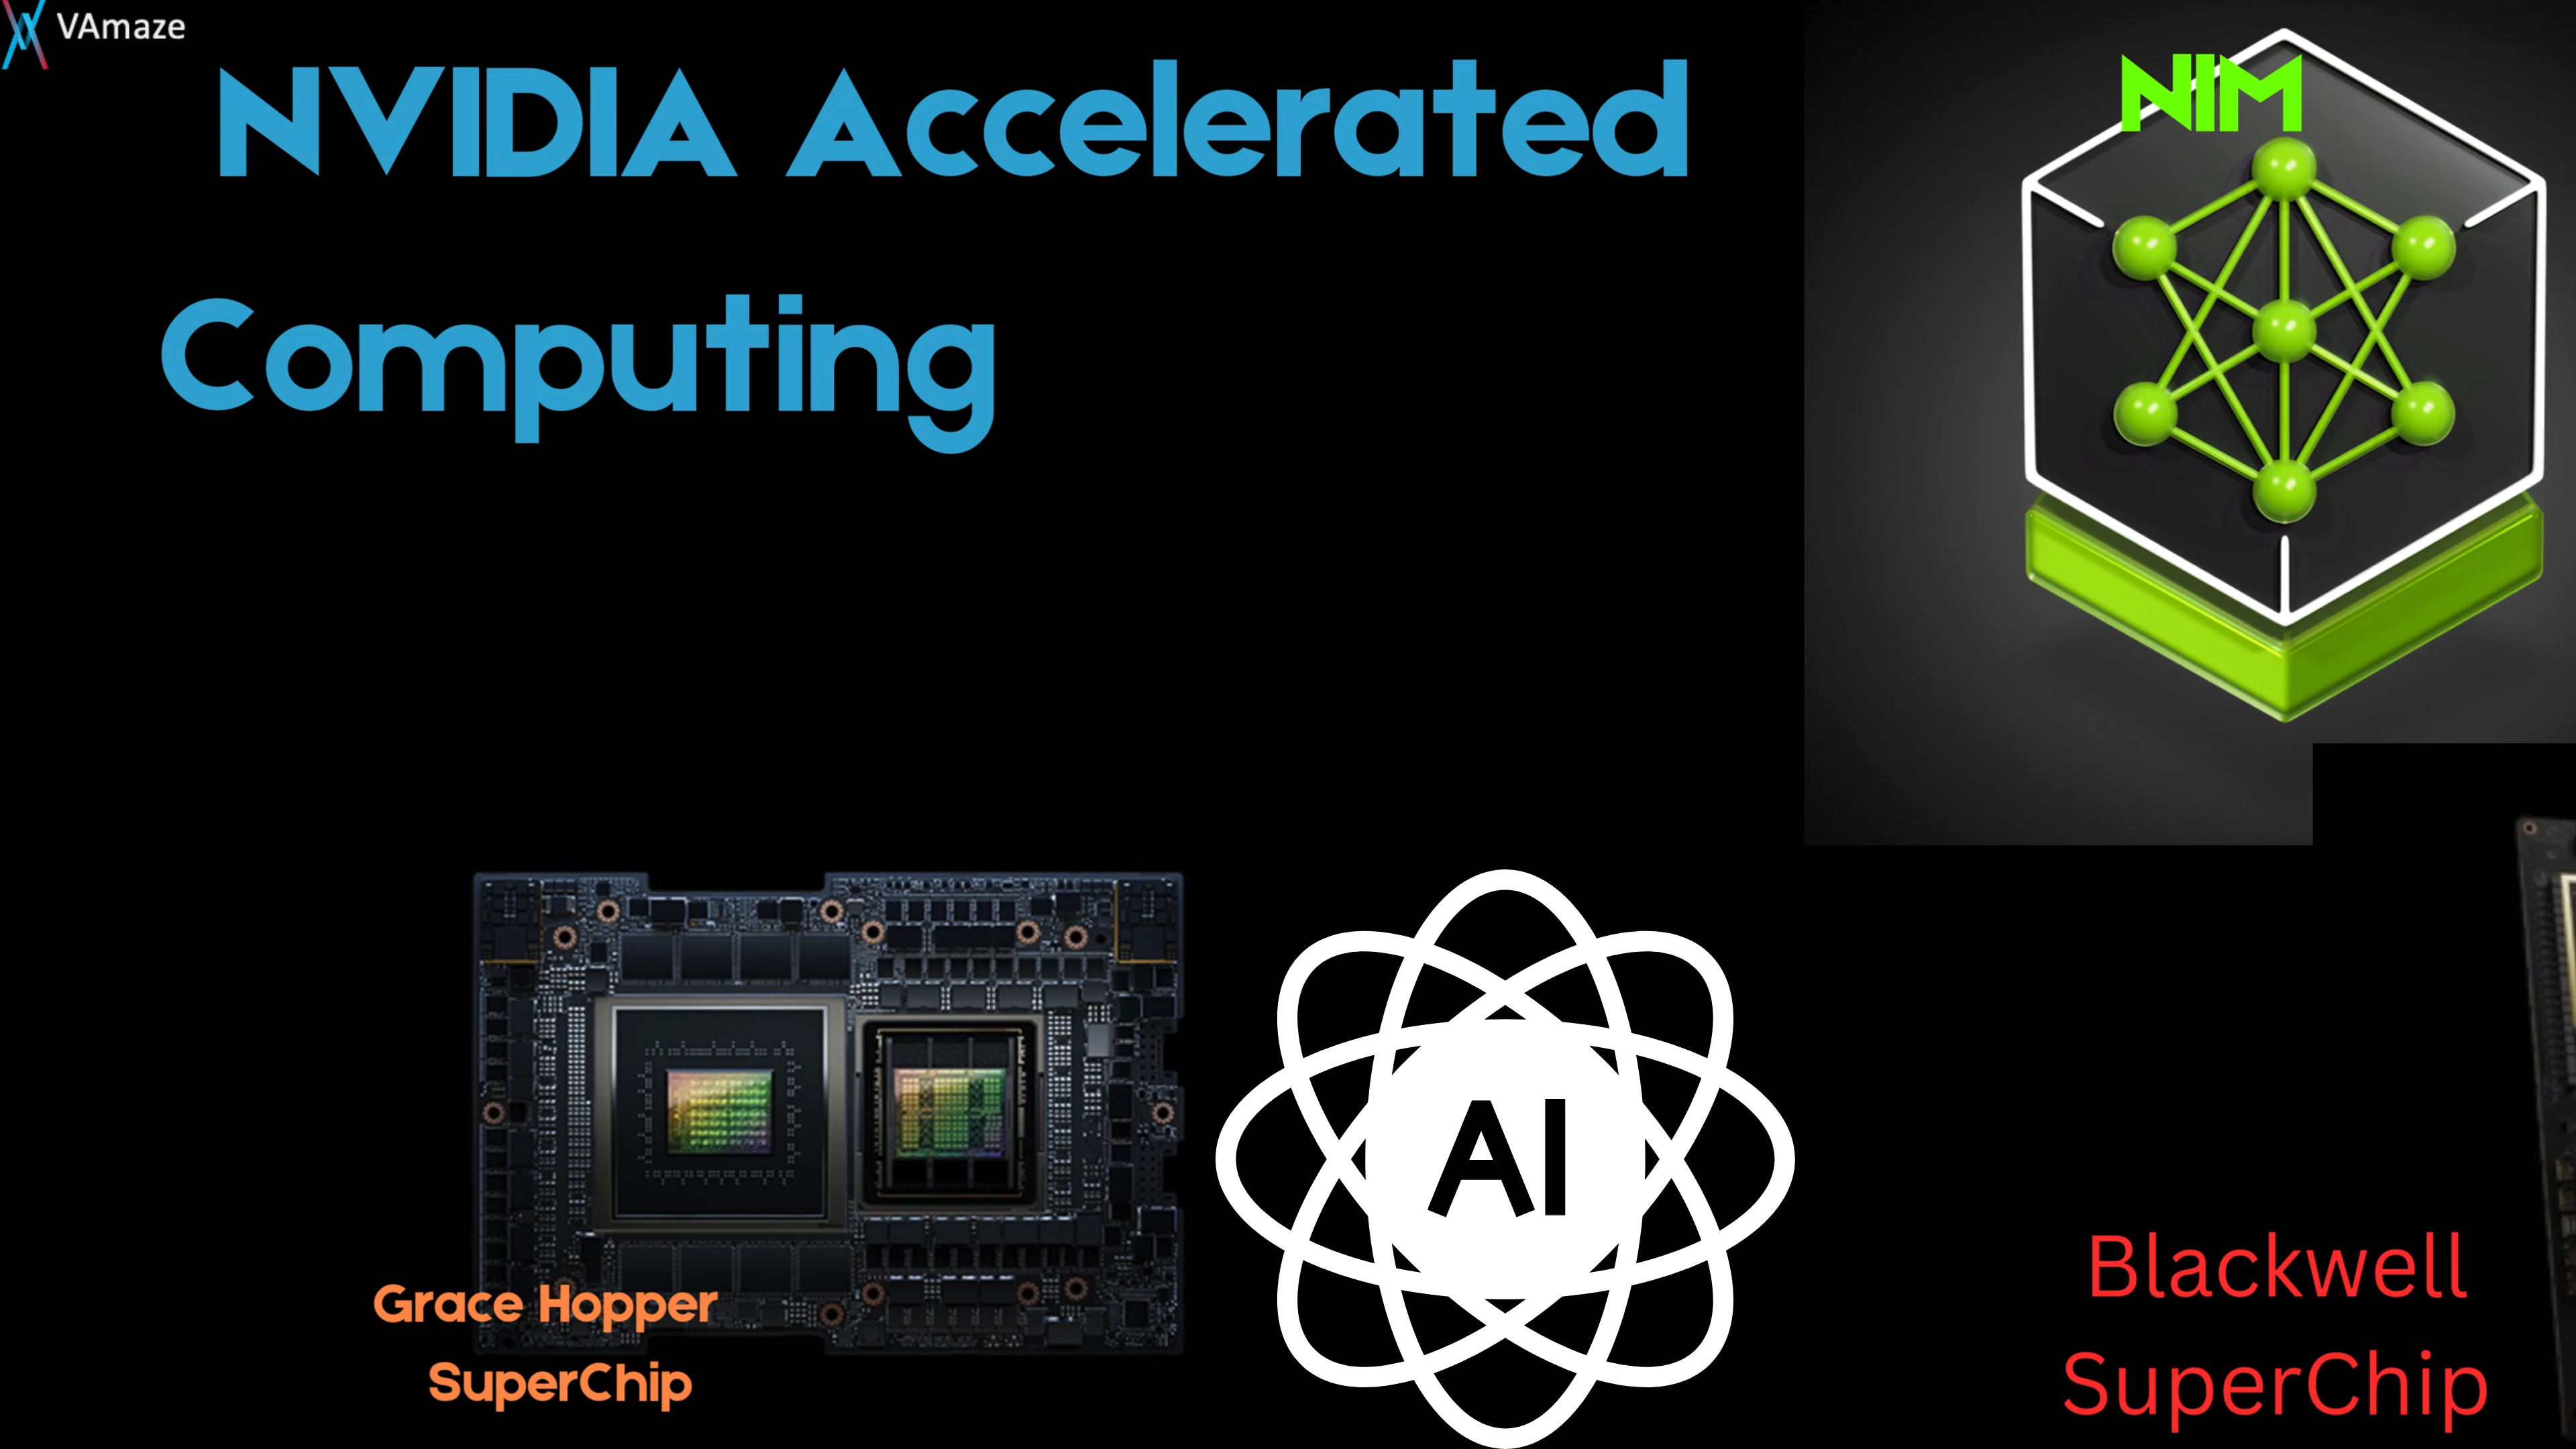 VAmaze
NVIDIA Accelerated
Computing
NIM
AI
Grace Hopper
SuperChip
Blackwell
SuperChip